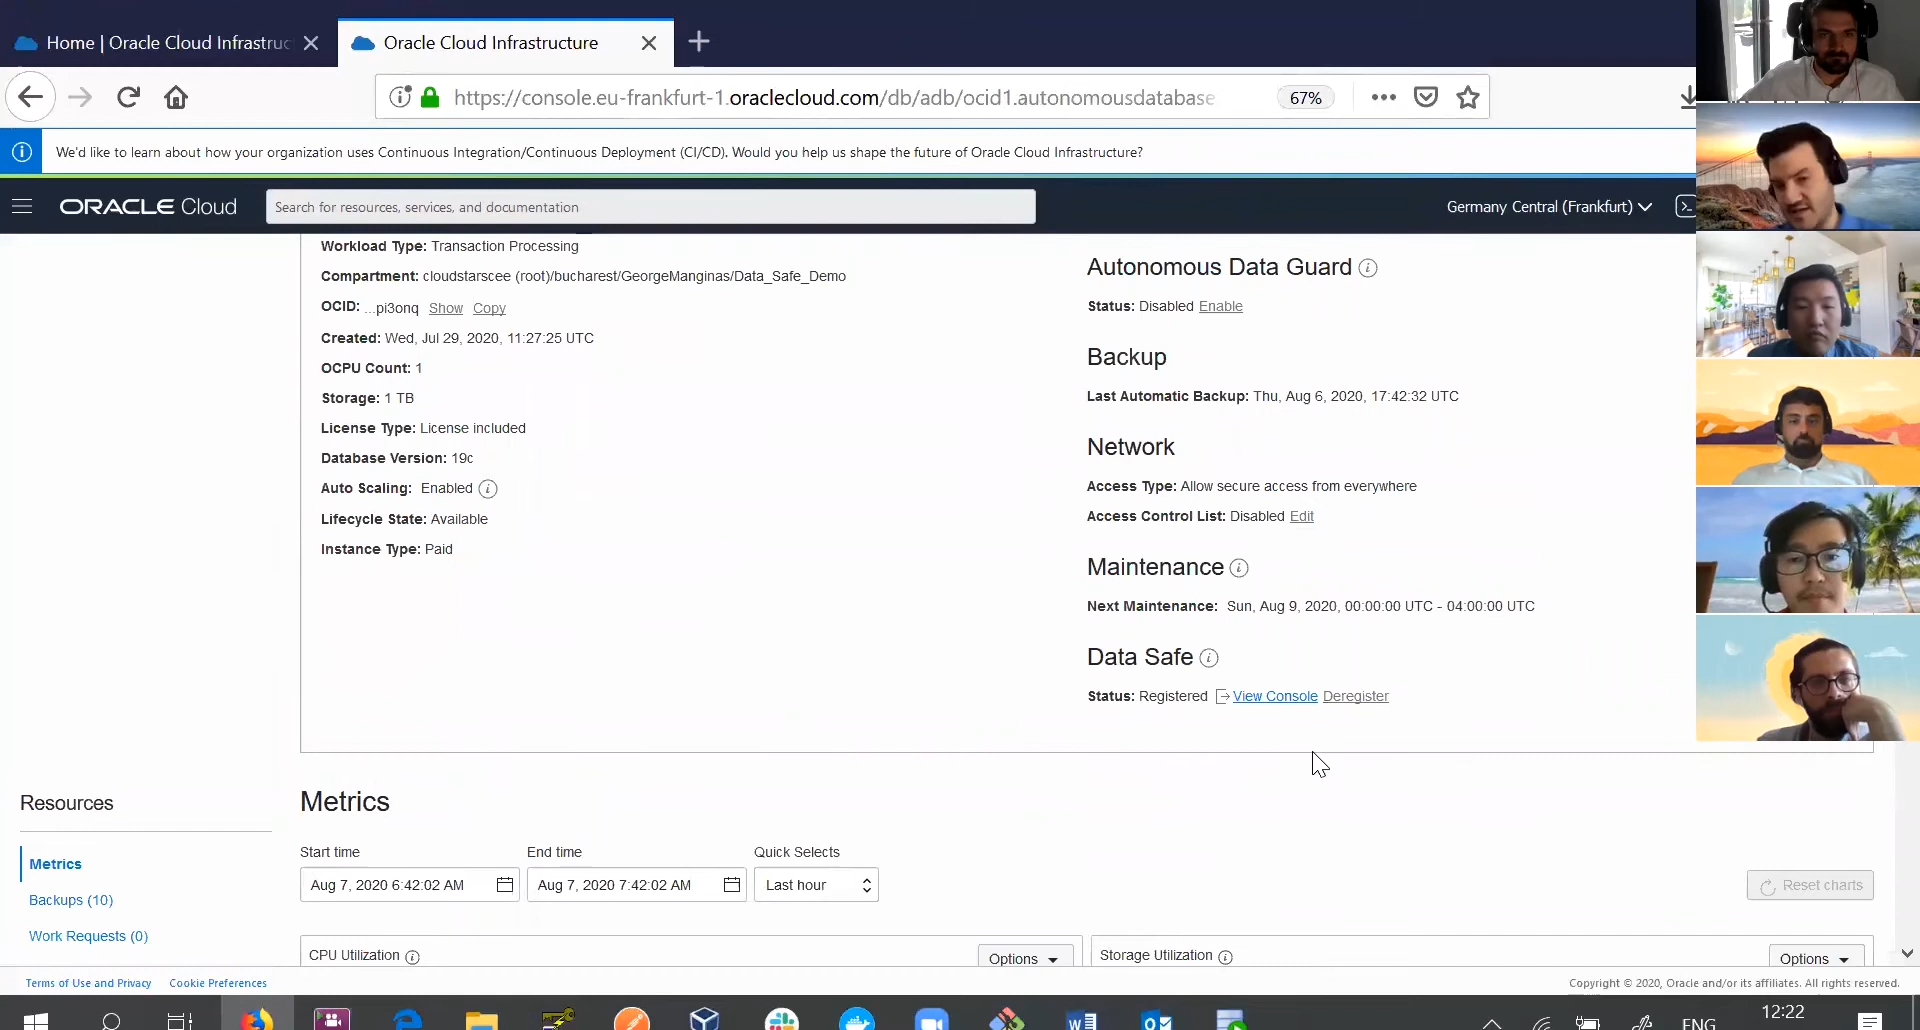 Home | Oracle Cloud Infrastruc
Oracle Cloud Infrastructure
https://console.eu-frankfurt-1.oraclecloud.com/db/adb/ocid1.autonomousdatabase
67%
We'd like to learn about how your organization uses Continuous Integration/Continuous Deployment (CI/CD). Would you help us shape the future of Oracle Cloud Infrastructure?
ORACLE Cloud
Search for resources, services, and documentation
Germany Central (Frankfurt)
Workload Type: Transaction Processing
Compartment: cloudstarscee (root)/bucharest/GeorgeManginas/Data_Safe_Demo
OCID: ...pi3onq Show Copy
Created: Wed, Jul 29, 2020, 11:27:25 UTC
OCPU Count: 1
Storage: 1 TB
License Type: License included
Database Version: 19c
Auto Scaling: Enabled
Lifecycle State: Available
Instance Type: Paid
Autonomous Data Guard
Status: Disabled Enable
Backup
Last Automatic Backup: Thu, Aug 6, 2020, 17:42:32 UTC
Network
Access Type: Allow secure access from everywhere
Access Control List: Disabled Edit
Maintenance
Next Maintenance: Sun, Aug 9, 2020, 00:00:00 UTC - 04:00:00 UTC
Data Safe
Status: Registered View Console Deregister
Resources
Metrics
Backups (10)
Work Requests (0)
Metrics
Start time
End time
Quick Selects
Aug 7, 2020 6:42:02 AM
Aug 7, 2020 7:42:02 AM
Last hour
Reset charts
CPU Utilization
Options
Storage Utilization
Options
Terms of Use and Privacy
Cookie Preferences
Copyright © 2020, Oracle and/or its affiliates. All rights reserved.
ENG
12:22